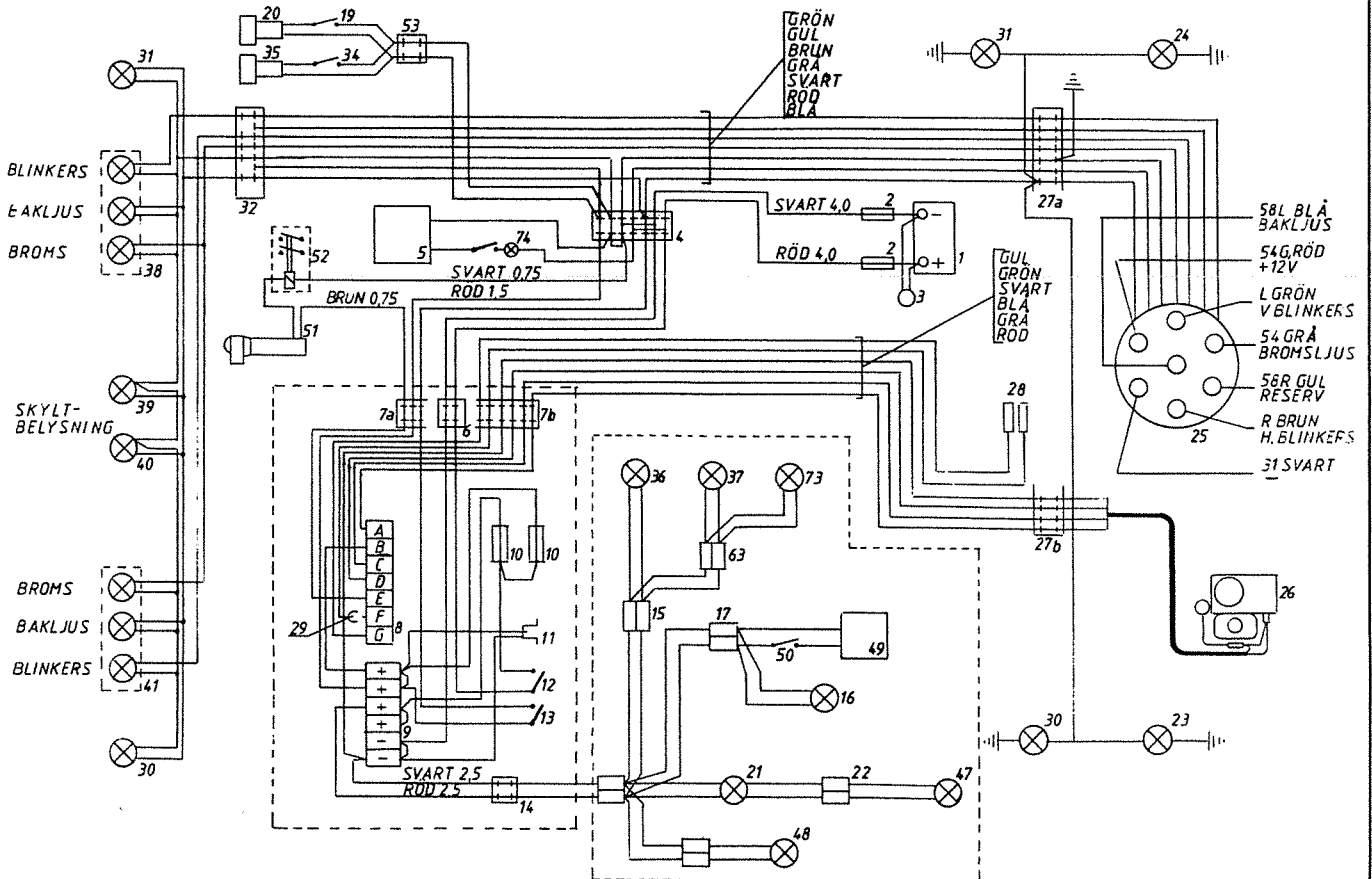 20
19
53
35
34
31
GRÖN
GUL
BRUN
GRÅ
SVART
RÖD
BLÅ
31
24
BLINKERS
BAKLJUS
BROMS
38
32
27a
5
74
4
SVART 4,0
2
RÖD 4,0
2
-
+
1
3
52
SVART 0,75
RÖD 1,5
BRUN 0,75
51
GUL
GRÖN
SVART
BLÅ
GRÅ
RÖD
58L BLÅ
BAKLJUS
54G,RÖD
+12V
L GRÖN
V BLINKERS
54 GRÅ
BROMSLJUS
58R GUL
RESERV
R BRUN
H.BLINKERS
31 SVART
25
39
SKYLT-
BELYSNING
40
7a
6
7b
28
36
37
73
10
10
63
27b
A
B
C
D
E
F
G
8
29
11
15
17
50
49
26
BROMS
BAKLJUS
BLINKERS
41
+
+
+
+
-
-
9
12
13
16
30
30
23
SVART 2,5
RÖD 2,5
14
21
22
47
48